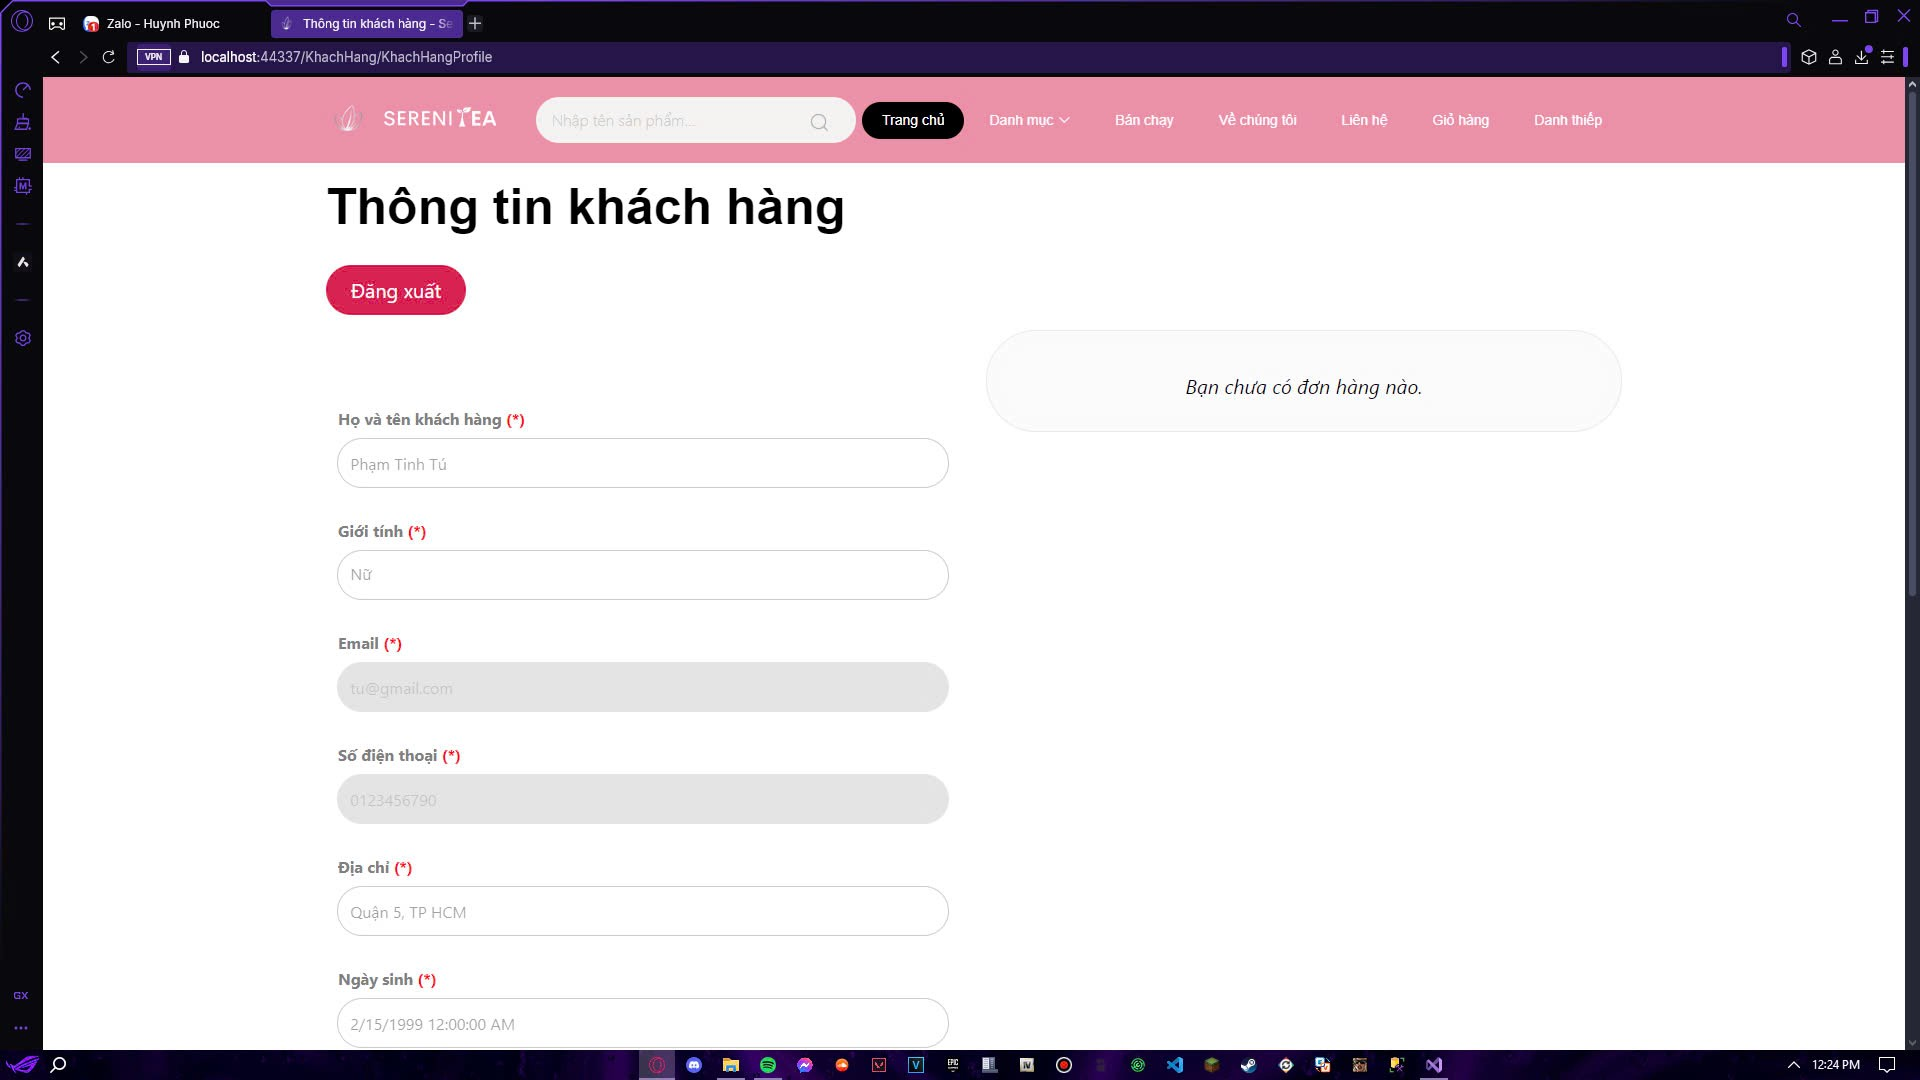 Zalo - Huynh Phuoc
Thông tin khách hàng - Se
VPN
localhost:44337/KhachHang/KhachHangProfile
SERENITEA
Nhập tên sản phẩm...
Trang chủ
Danh mục
Bán chạy
Về chúng tôi
Liên hệ
Giỏ hàng
Danh thiếp
Thông tin khách hàng
Đăng xuất
Bạn chưa có đơn hàng nào.
Họ và tên khách hàng (*)
Phạm Tinh Tú
Giới tính (*)
Nữ
Email (*)
tu@gmail.com
Số điện thoại (*)
0123456790
Địa chỉ (*)
Quận 5, TP HCM
Ngày sinh (*)
2/15/1999 12:00:00 AM
GX
12:24 PM